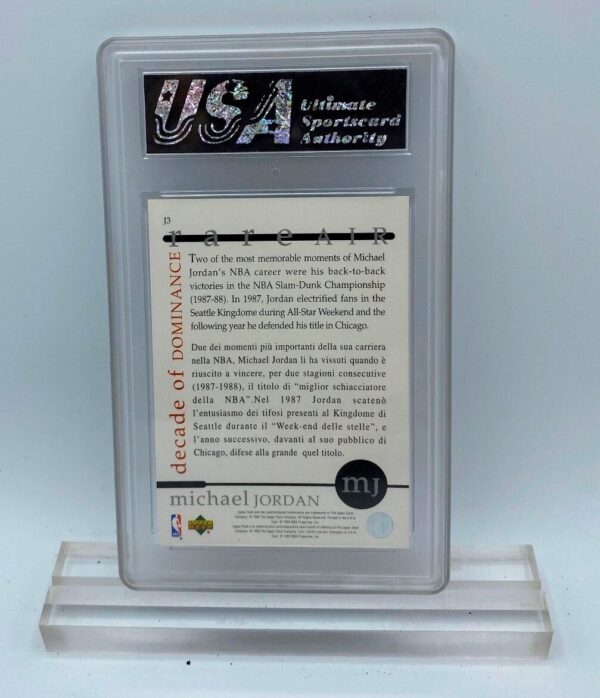 USA
Ultimate
Sportscard
Authority
J3
rare AIR
decade of DOMINANCE
Two of the most memorable moments of Michael
Jordan's NBA career were his back-to-back
victories in the NBA Slam-Dunk Championship
(1987-88). In 1987, Jordan electrified fans in the
Seattle Kingdome during All-Star Weekend and the
following year he defended his title in Chicago.
Due dei momenti più importanti della sua carriera
nella NBA, Michael Jordan li ha vissuti quando è
riuscito a vincere, per due stagioni consecutive
(1987-1988), il titolo di "miglior schiacciatore
della NBA".Nel 1987 Jordan scatenò
l'entusiasmo dei tifosi presenti al Kingdome di
Seattle durante il "Week-end delle stelle", e
l'anno successivo, davanti al suo pubblico di
Chicago, difese alla grande quel titolo.
mj
michael JORDAN
UPPER
DECK